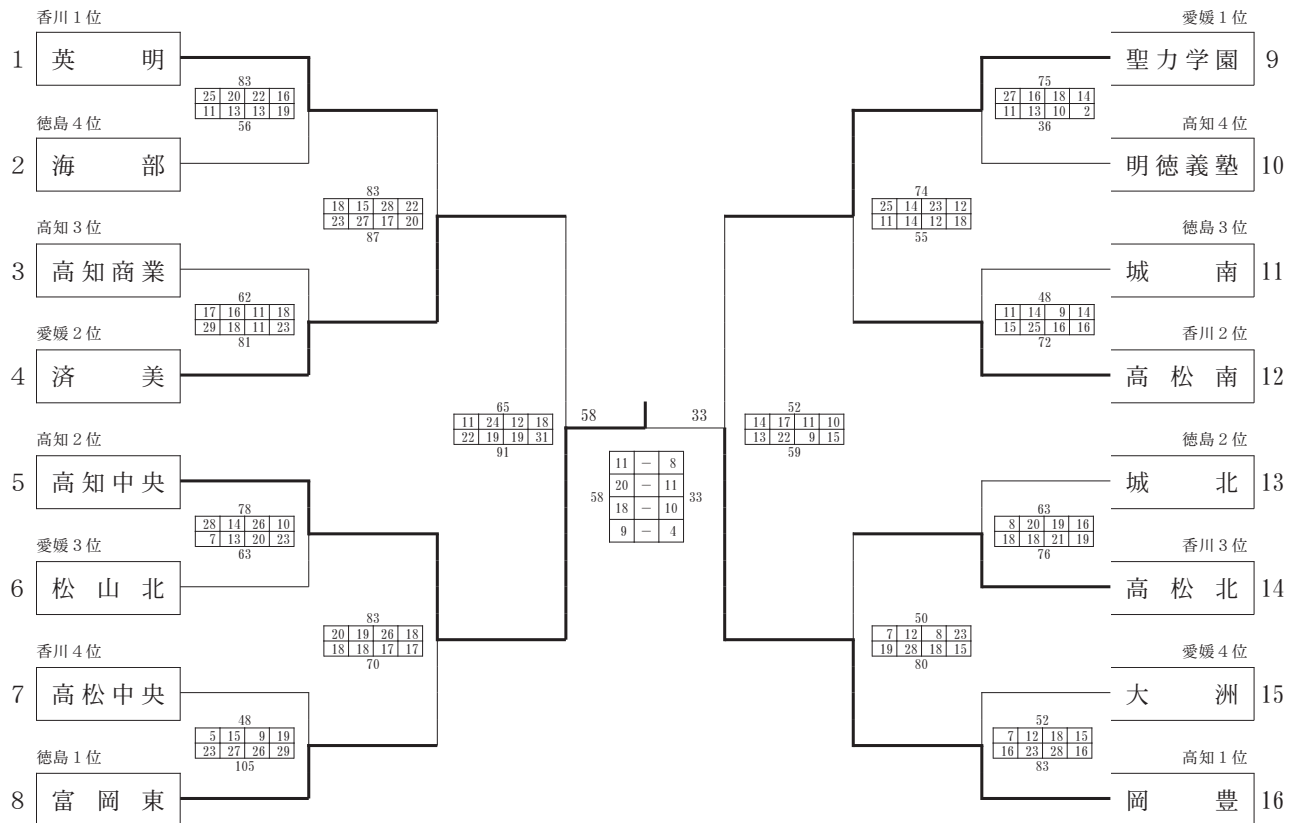 香川1位
1 英明
83
25 20 22 16
11 13 13 19
56
徳島4位
2 海部
83
18 15 28 22
23 27 17 20
87
高知3位
3 高知商業
62
17 16 11 18
29 18 11 23
81
愛媛2位
4 済美
65
11 24 12 18
22 19 19 31
91
高知2位
5 高知中央
78
28 14 26 10
7 13 20 23
63
愛媛3位
6 松山北
83
20 19 26 18
18 18 17 17
70
香川4位
7 高松中央
48
5 15 9 19
23 27 26 29
105
徳島1位
8 富岡東
58 33
11 － 8
20 － 11
58 33
18 － 10
9 － 4
愛媛1位
聖カ学園 9
75
27 16 18 14
11 13 10 2
36
高知4位
明徳義塾 10
74
25 14 23 12
11 14 12 18
55
徳島3位
城南 11
48
11 14 9 14
15 25 16 16
72
香川2位
高松南 12
52
14 17 11 10
13 22 9 15
59
徳島2位
城北 13
63
8 20 19 16
18 18 21 19
76
香川3位
高松北 14
50
7 12 8 23
19 28 18 15
80
愛媛4位
大洲 15
52
7 12 18 15
16 23 28 16
83
高知1位
岡豊 16